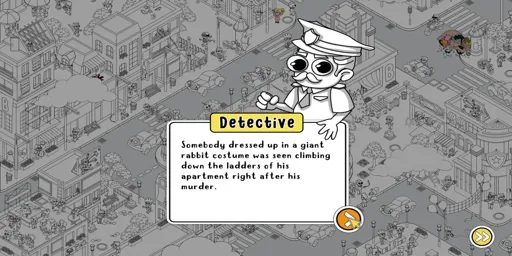 Detective
Somebody dressed up in a giant
rabbit costume was seen climbing
down the ladders of his
apartment right after his
murder.